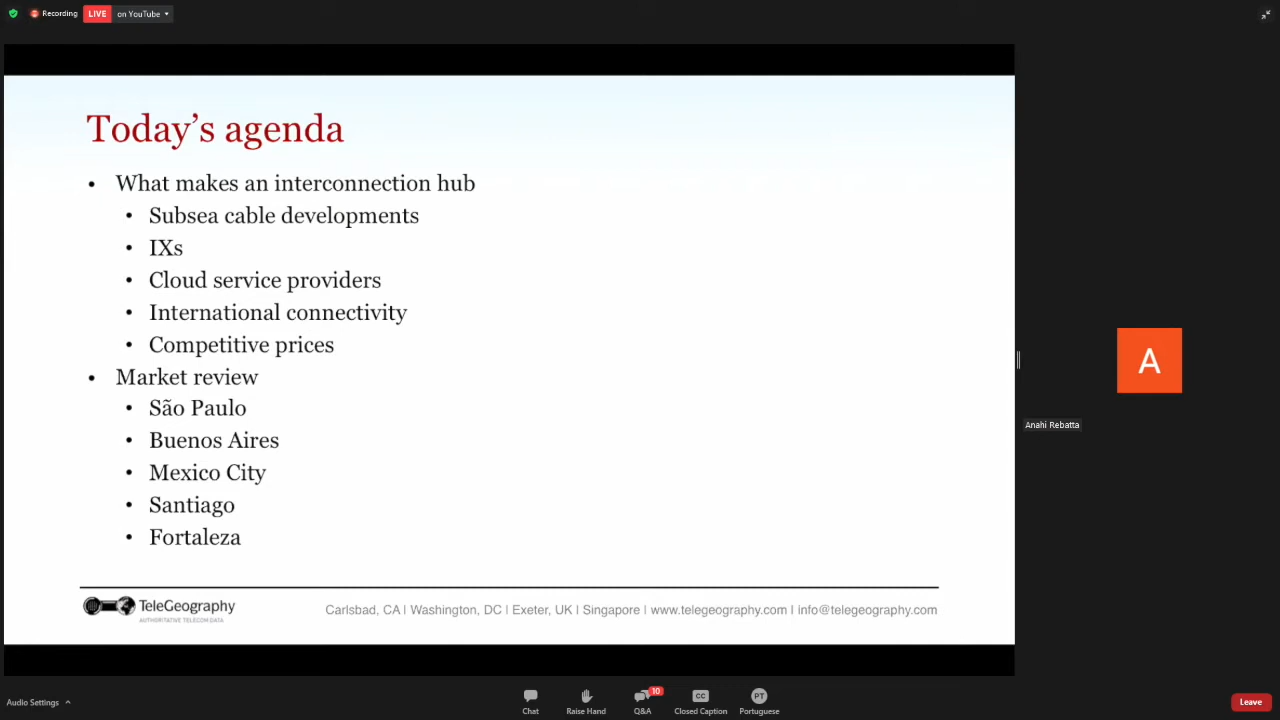 Recording
LIVE
on YouTube
Today's agenda
• What makes an interconnection hub
• Subsea cable developments
• IXs
• Cloud service providers
• International connectivity
• Competitive prices
• Market review
• São Paulo
• Buenos Aires
• Mexico City
• Santiago
• Fortaleza
TeleGeography
AUTHORITATIVE TELECOM DATA
Carlsbad, CA | Washington, DC | Exeter, UK | Singapore | www.telegeography.com | info@telegeography.com
A
Anahi Rebatta
Audio Settings
Chat
Raise Hand
10
Q&A
CC
Closed Caption
PT
Portuguese
Leave